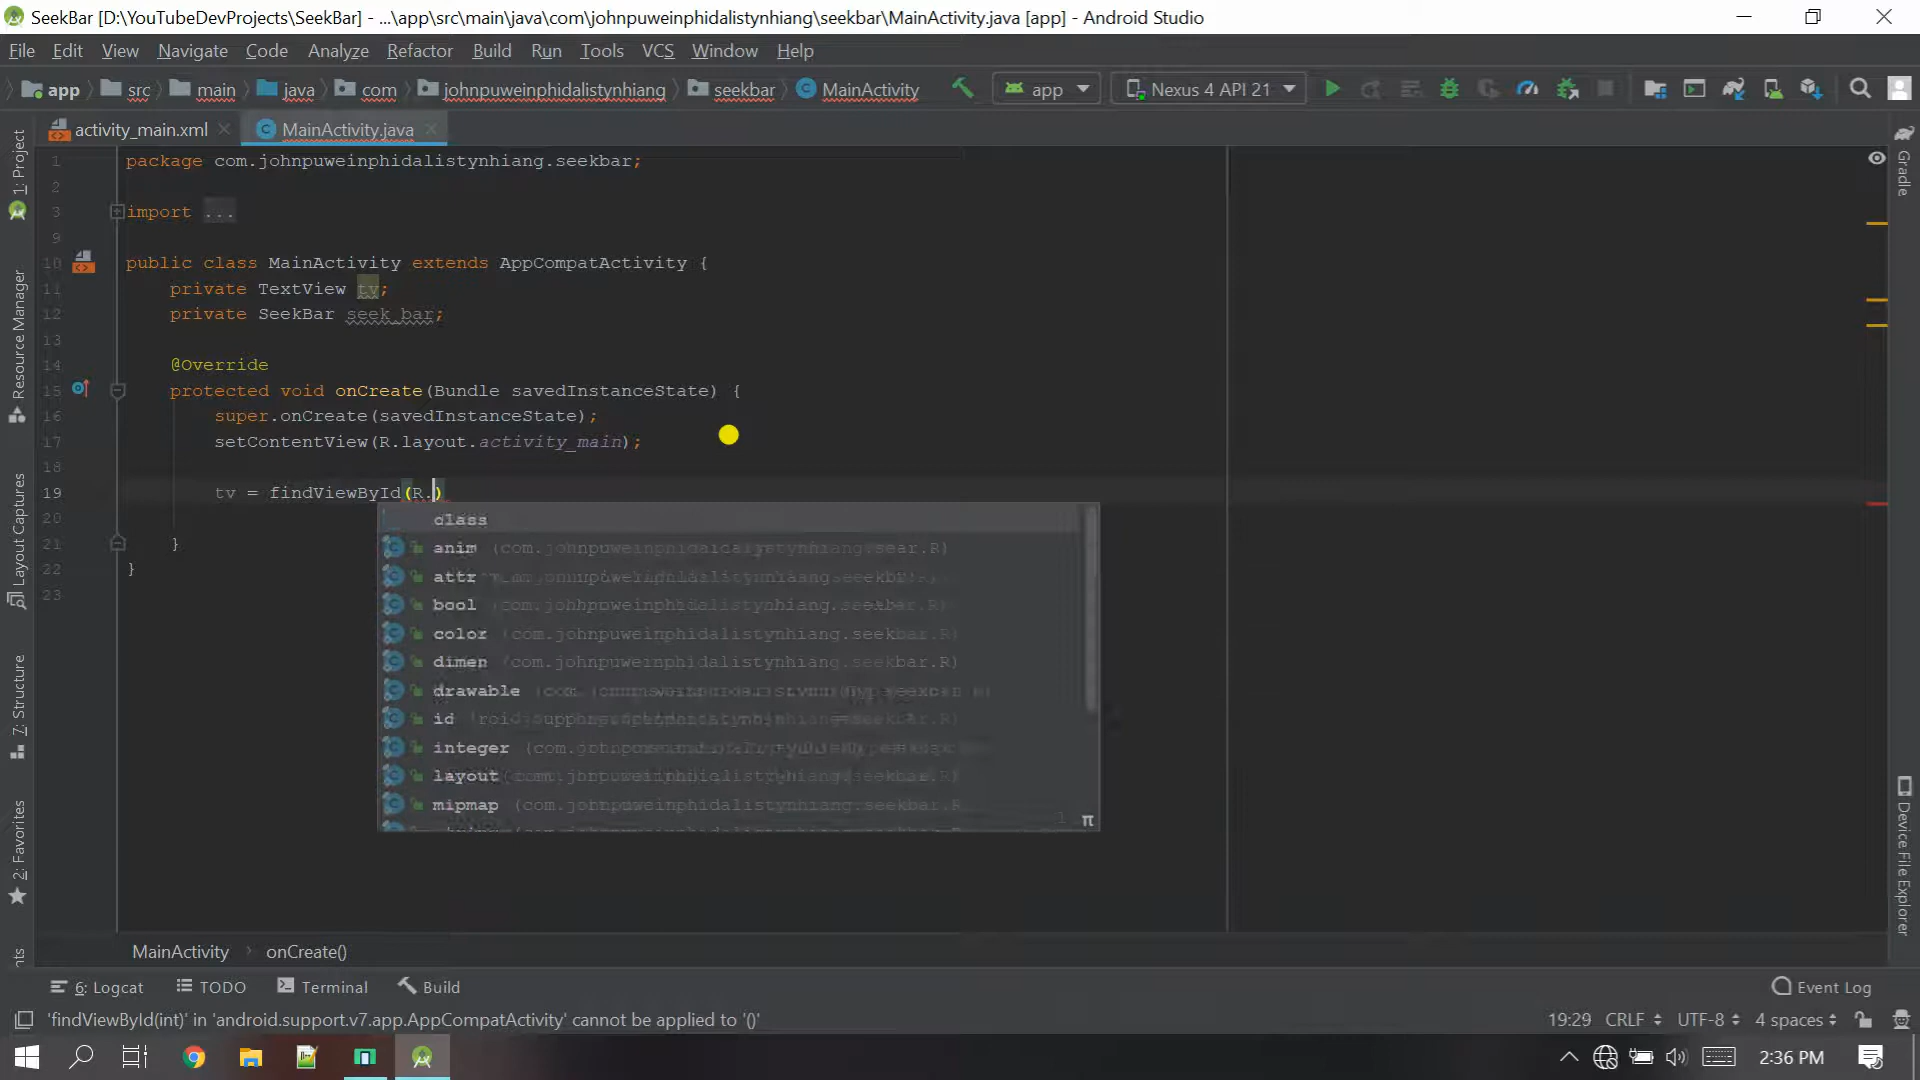 SeekBar [D:\YouTubeDevProjects\SeekBar] - ...\app\src\main\java\com\johnpuweinphidalistynhiang\seekbar\MainActivity.java [app] - Android Studio
File Edit View Navigate Code Analyze Refactor Build Run Tools VCS Window Help
app src main java com johnpuweinphidalistynhiang seekbar MainActivity app Nexus 4 API 21
activity_main.xml MainActivity.java
1 package com.johnpuweinphidalistynhiang.seekbar;
2
3 import ...
9
10 public class MainActivity extends AppCompatActivity {
11 private TextView tv;
12 private SeekBar seek_bar;
13
14 @Override
15 protected void onCreate(Bundle savedInstanceState) {
16 super.onCreate(savedInstanceState);
17 setContentView(R.layout.activity_main);
18
19 tv = findViewById(R.)
20
21 }
22 }
23
class
anim
attr
bool (com.johnpuweinphidalistynhiang.seekbar.R)
color (com.johnpuweinphidalistynhiang.seekbar.R)
dimen (com.johnpuweinphidalistynhiang.seekbar.R)
drawable
id
integer
layout
mipmap (com.johnpuweinphidalistynhiang.seekbar.R
π
1: Project
Resource Manager
Layout Captures
7: Structure
2: Favorites
Gradle
Device File Explorer
MainActivity onCreate()
6: Logcat TODO Terminal Build Event Log
'findViewById(int)' in 'android.support.v7.app.AppCompatActivity' cannot be applied to '()' 19:29 CRLF UTF-8 4 spaces
2:36 PM